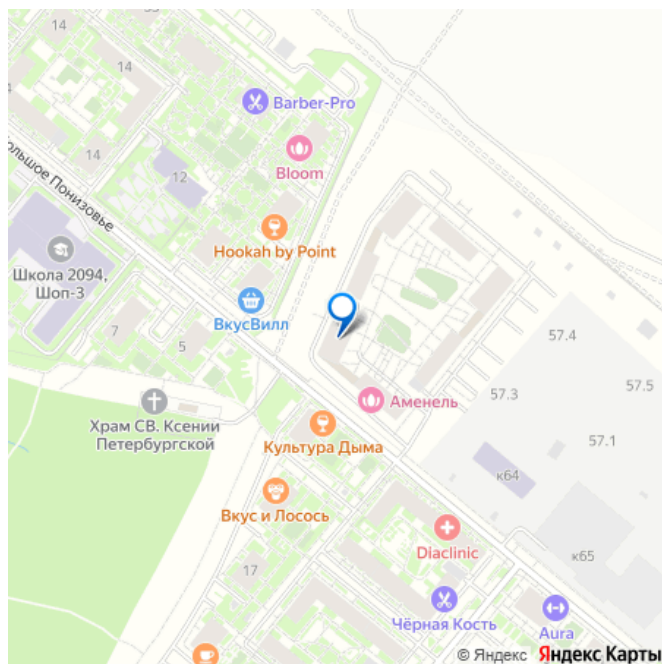 14
14
Barber-Pro
14
Bloom
Большое Понизовье
12
Hookah by Point
Школа 2094,
Шоп-3
ВкусВилл
7
5
57.4
57.3
57.5
Аменель
Храм СВ. Ксении
Петербургской
57.1
Культура Дыма
к64
Вкус и Лосось
Diaclinic
к65
17
Чёрная Кость
Aura
© Яндекс Яндекс Карты